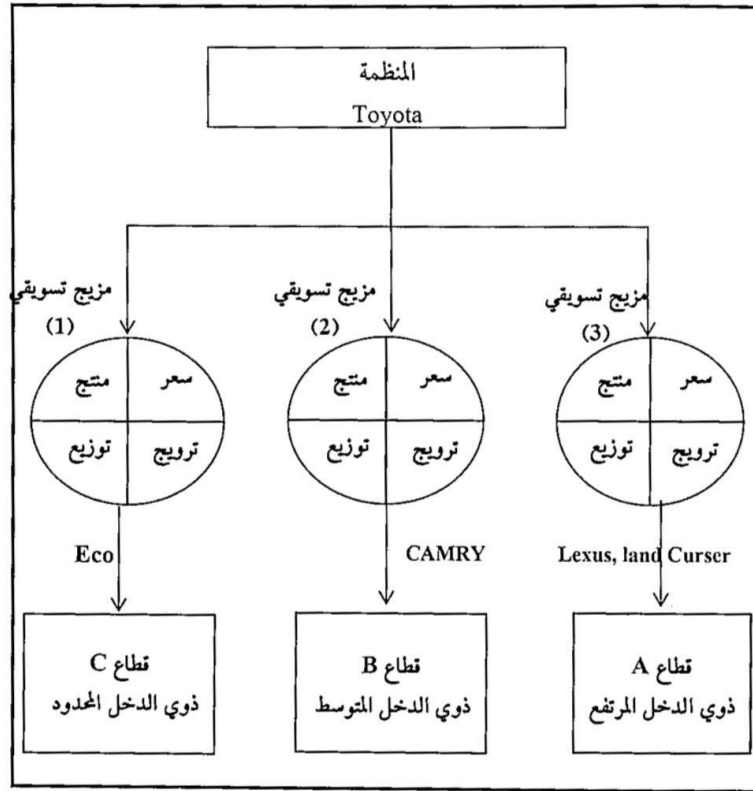 المنظمة
Toyota
مزيج تسويقي
(1)
مزيج تسويقي
(2)
مزيج تسويقي
(3)
سعر
منتج
ترويج
توزيع
سعر
منتج
ترويج
توزيع
سعر
منتج
ترويج
توزيع
Eco
CAMRY
Lexus, land Curser
قطاع C
ذوي الدخل المحدود
قطاع B
ذوي الدخل المتوسط
قطاع A
ذوي الدخل المرتفع